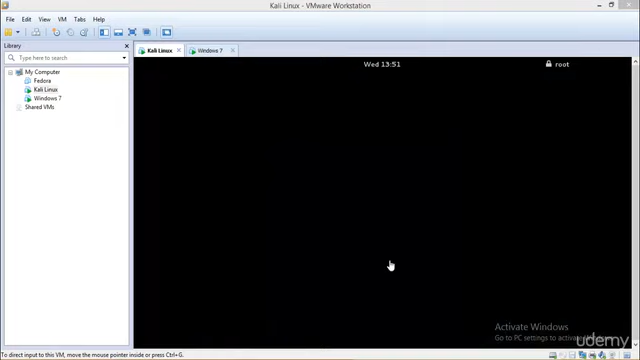 Kali Linux - VMware Workstation
File Edit View VM Tabs Help
Library
Type here to search
My Computer
Fedora
Kali Linux
Windows 7
Shared VMs
Kali Linux
Windows 7
Wed 13:51
root
Activate Windows
Go to PC settings to activate
udemy
To direct input to this VM, move the mouse pointer inside or press Ctrl+G.